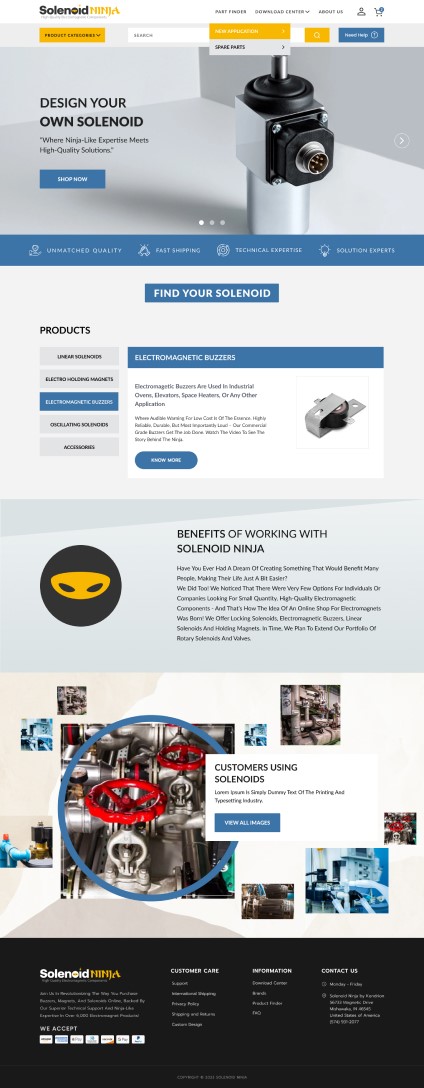 Solenoid NINJA
High Quality Electromagnetic Components
PART FINDER
DOWNLOAD CENTER
ABOUT US
PRODUCT CATEGORIES
SEARCH
NEW APPLICATION
SPARE PARTS
Need Help
DESIGN YOUR
OWN SOLENOID
"Where Ninja-Like Expertise Meets
High-Quality Solutions."
SHOP NOW
UNMATCHED QUALITY
FAST SHIPPING
TECHNICAL EXPERTISE
SOLUTION EXPERTS
FIND YOUR SOLENOID
PRODUCTS
LINEAR SOLENOIDS
ELECTRO HOLDING MAGNETS
ELECTROMAGNETIC BUZZERS
OSCILLATING SOLENOIDS
ACCESSORIES
ELECTROMAGNETIC BUZZERS
Electromagetic Buzzers Are Used In Industrial
Ovens, Elevators, Space Heaters, Or Any Other
Application
Where Audible Warning For Low Cost Is Of The Essence. Highly
Reliable, Durable, But Most Importantly Loud – Our Commercial
Grade Buzzers Get The Job Done. Watch The Video To See The
Story Behind The Ninja.
KNOW MORE
BENEFITS OF WORKING WITH
SOLENOID NINJA
Have You Ever Had A Dream Of Creating Something That Would Benefit Many
People, Making Their Life Just A Bit Easier?
We Did Too! We Noticed That There Were Very Few Options For Individuals Or
Companies Looking For Small Quantity, High-Quality Electromagnetic
Components - And That's How The Idea Of An Online Shop For Electromagnets
Was Born! We Offer Locking Solenoids, Electromagnetic Buzzers, Linear
Solenoids And Holding Magnets. In Time, We Plan To Extend Our Portfolio Of
Rotary Solenoids And Valves.
CUSTOMERS USING
SOLENOIDS
Lorem Ipsum Is Simply Dummy Text Of The Printing And
Typesetting Industry.
VIEW ALL IMAGES
Solenoid NINJA
High Quality Electromagnetic Components
Join Us In Revolutionizing The Way You Purchase
Buzzers, Magnets, And Solenoids Online, Backed By
Our Superior Technical Support And Ninja-Like
Expertise In Over 6,000 Electromagnet Products!
WE ACCEPT
CUSTOMER CARE
Support
International Shipping
Privacy Policy
Shipping and Returns
Custom Design
INFORMATION
Download Center
Brands
Product Finder
FAQ
CONTACT US
Monday - Friday
Solenoid Ninja by Kendrion
56733 Magnetic Drive
Mishawaka, IN 46545
United States of America
(574) 551-2077
COPYRIGHT © 2022 SOLENOID NINJA